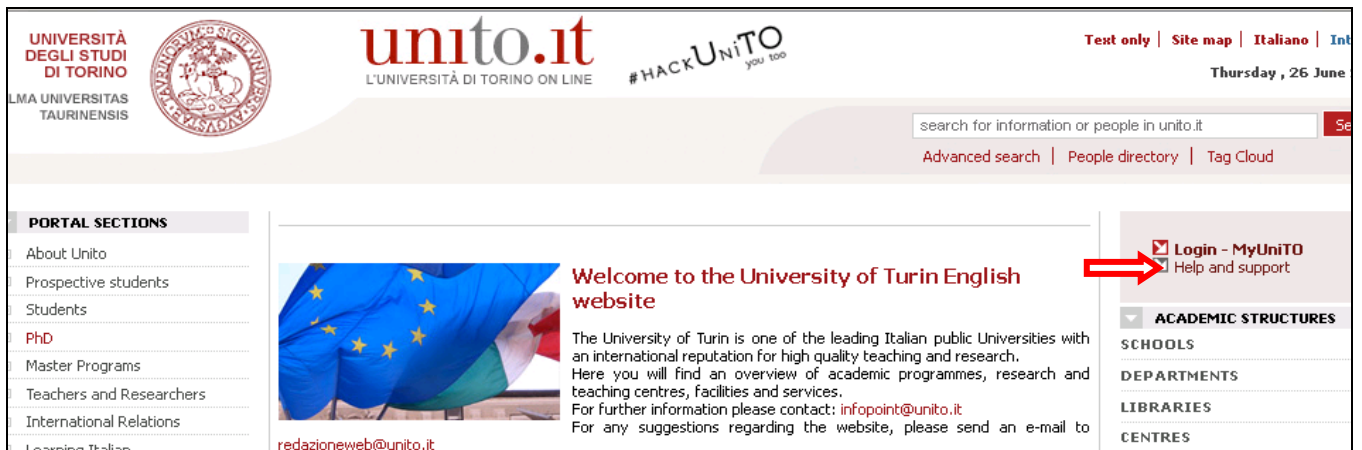 UNIVERSITÀ
DEGLI STUDI
DI TORINO
LMA UNIVERSITAS
TAURINENSIS
unito.it
L'UNIVERSITÀ DI TORINO ON LINE
#HACKUNITO
you too
Text only | Site map | Italiano | Int
Thursday , 26 June
search for information or people in unito.it
Se
Advanced search | People directory | Tag Cloud
PORTAL SECTIONS
About Unito
Prospective students
Students
PhD
Master Programs
Teachers and Researchers
International Relations
Learning Italian
Welcome to the University of Turin English
website
The University of Turin is one of the leading Italian public Universities with
an international reputation for high quality teaching and research.
Here you will find an overview of academic programmes, research and
teaching centres, facilities and services.
For further information please contact: infopoint@unito.it
For any suggestions regarding the website, please send an e-mail to
redazioneweb@unito.it
Login - MyUniTO
Help and support
ACADEMIC STRUCTURES
SCHOOLS
DEPARTMENTS
LIBRARIES
CENTRES